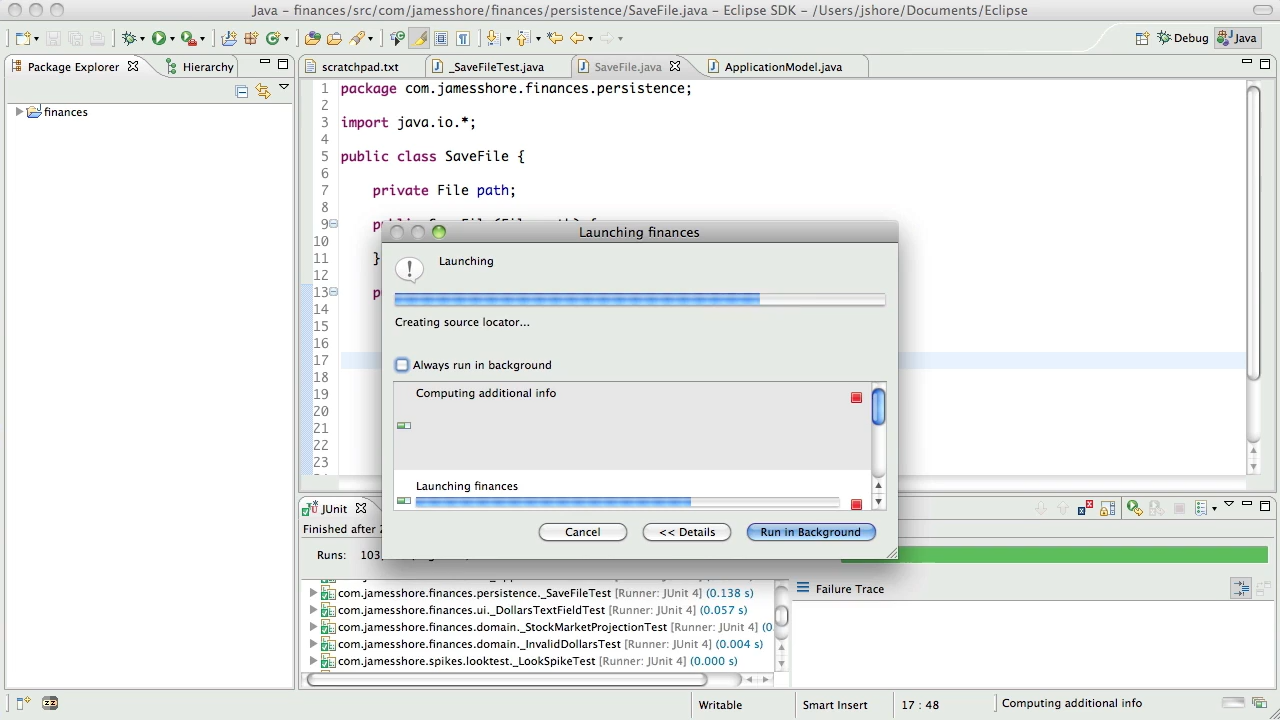 Java - finances/src/com/jamesshore/finances/persistence/SaveFile.java - Eclipse SDK - /Users/jshore/Documents/Eclipse
Debug
Java
Package Explorer
Hierarchy
finances
scratchpad.txt
_SaveFileTest.java
SaveFile.java
ApplicationModel.java
1 package com.jamesshore.finances.persistence;
2
3 import java.io.*;
4
5 public class SaveFile {
6
7 private File path;
8
9
10
11 }
12
13
14
15
16
17
18
19
20
21
22
23
Launching finances
Launching
Creating source locator...
Always run in background
Computing additional info
Launching finances
Cancel
<< Details
Run in Background
JUnit
Finished after
Runs: 103
com.jamesshore.finances.persistence._SaveFileTest [Runner: JUnit 4] (0.138 s)
com.jamesshore.finances.ui._DollarsTextFieldTest [Runner: JUnit 4] (0.057 s)
com.jamesshore.finances.domain._StockMarketProjectionTest [Runner: JUnit 4] (0
com.jamesshore.finances.domain._InvalidDollarsTest [Runner: JUnit 4] (0.004 s)
com.jamesshore.spikes.looktest._LookSpikeTest [Runner: JUnit 4] (0.000 s)
Failure Trace
Writable
Smart Insert
17 : 48
Computing additional info